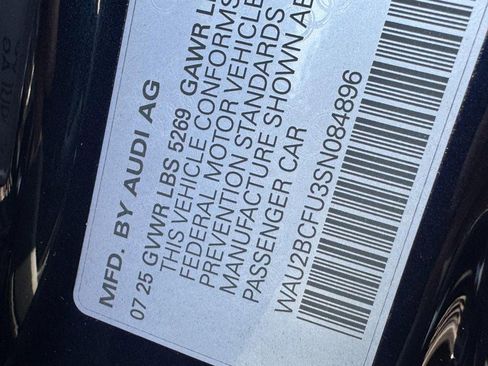 MFD. BY AUDI AG
07 25 GVWR LBS 5269 GAWR
THIS VEHICLE CONFORMS
FEDERAL MOTOR VEHICLE
PREVENTION STANDARDS
MANUFACTURE SHOWN
PASSENGER CAR
WAU2BCFU3SN084896